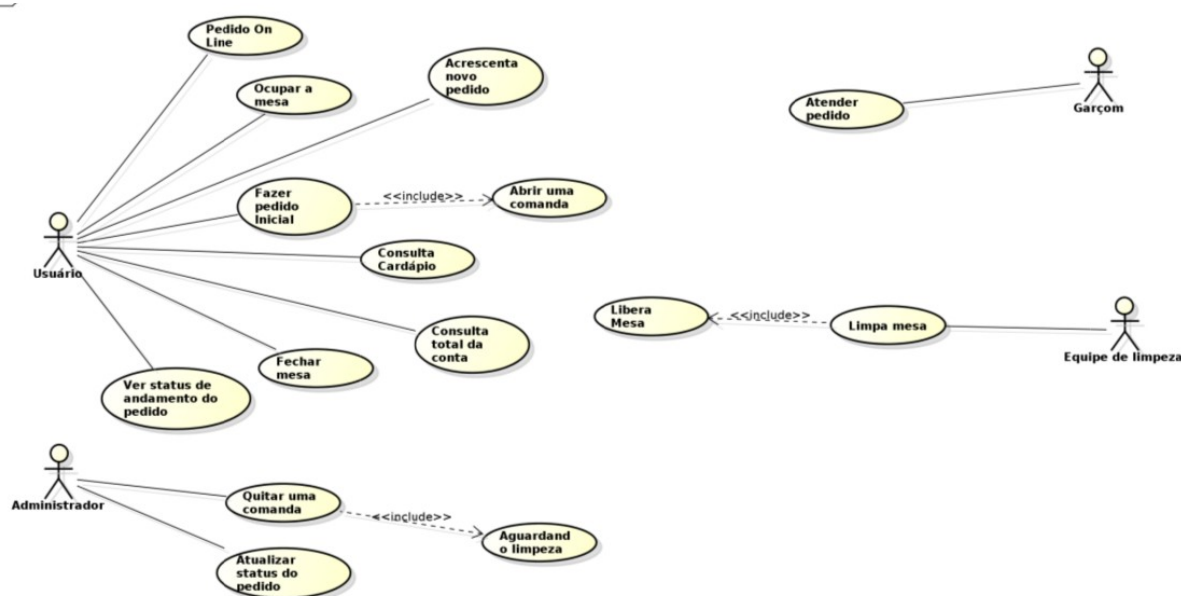 Pedido On
Line
Ocupar a
mesa
Acrescenta
novo
pedido
Atender
pedido
Garçom
Fazer
pedido
Inicial
<<include>>
Abrir uma
comanda
Usuário
Consulta
Cardápio
Libera
Mesa
<<include>>
Limpa mesa
Equipe de limpeza
Consulta
total da
conta
Fechar
mesa
Ver status de
andamento do
pedido
Administrador
Quitar uma
comanda
<<include>>
Aguardand
o limpeza
Atualizar
status do
pedido